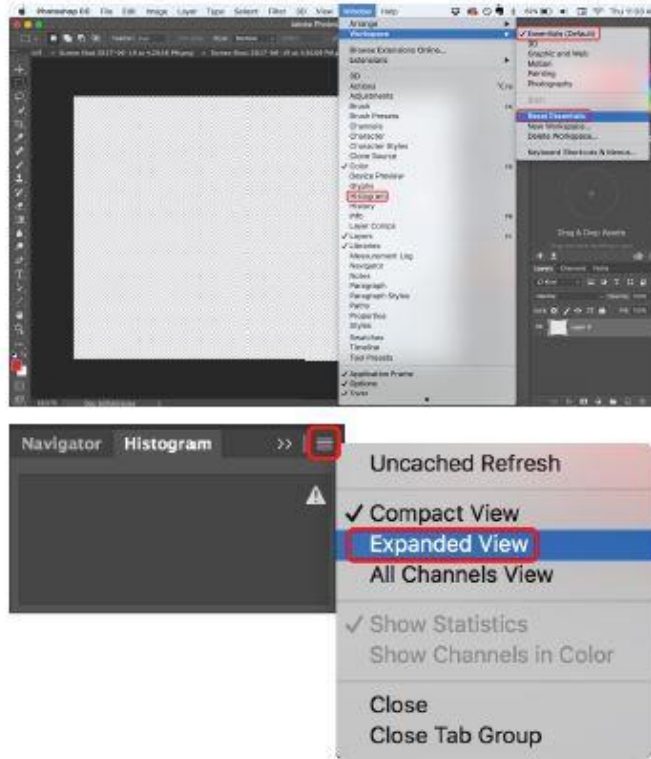 Photoshop CC File Edit Image Layer Type Select Filter 3D View Window Help
Arrange
Workspace
Browse Extensions Online...
Extensions
3D
Actions
Adjustments
Brush
Brush Presets
Channels
Character
Character Styles
Clone Source
✓ Color
Device Preview
Glyphs
Histogram
History
Info
Layer Comps
✓ Layers
✓ Libraries
Measurement Log
Navigator
Notes
Paragraph
Paragraph Styles
Paths
Properties
Styles
Swatches
Timeline
Tool Presets
✓ Application Frame
✓ Options
✓ Tools
✓ Essentials (Default)
3D
Graphic and Web
Motion
Painting
Photography
Reset Essentials
New Workspace...
Delete Workspace...
Keyboard Shortcuts & Menus...
Drag & Drop Assets
Layers Channels Paths
Navigator Histogram >>
Uncached Refresh
✓ Compact View
Expanded View
All Channels View
✓ Show Statistics
Show Channels in Color
Close
Close Tab Group